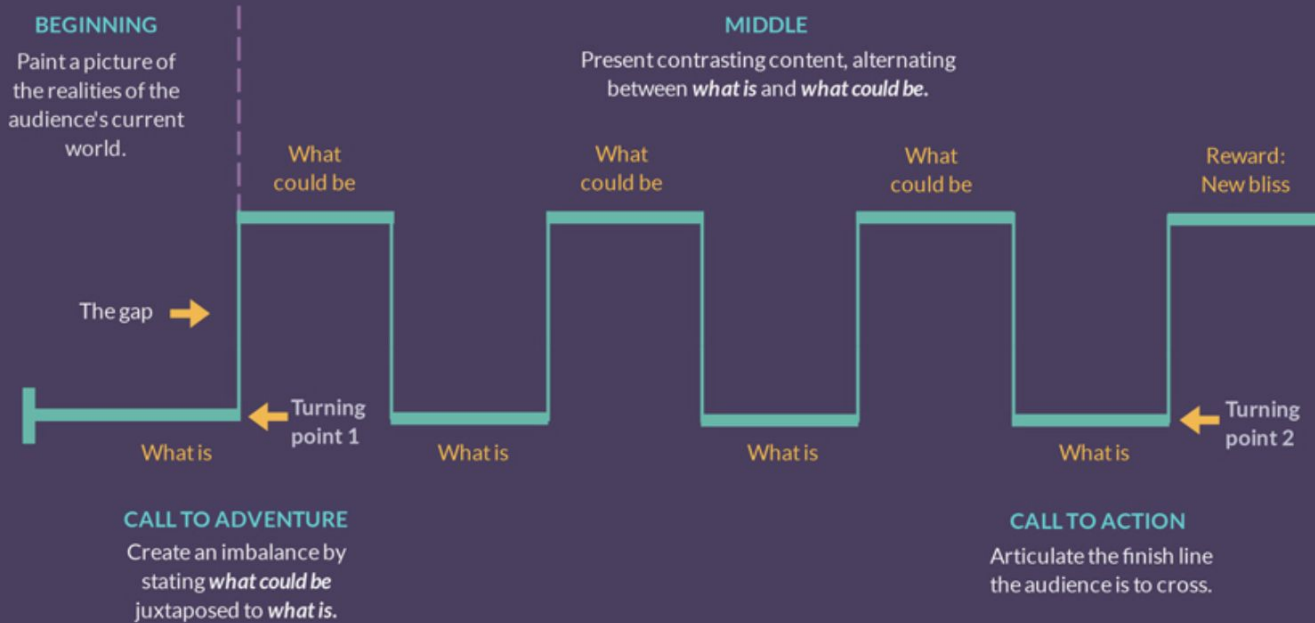 BEGINNING
Paint a picture of
the realities of the
audience's current
world.
MIDDLE
Present contrasting content, alternating
between what is and what could be.
What
could be
What
could be
What
could be
Reward:
New bliss
The gap
Turning
point 1
Turning
point 2
What is
What is
What is
What is
CALL TO ADVENTURE
Create an imbalance by
stating what could be
juxtaposed to what is.
CALL TO ACTION
Articulate the finish line
the audience is to cross.